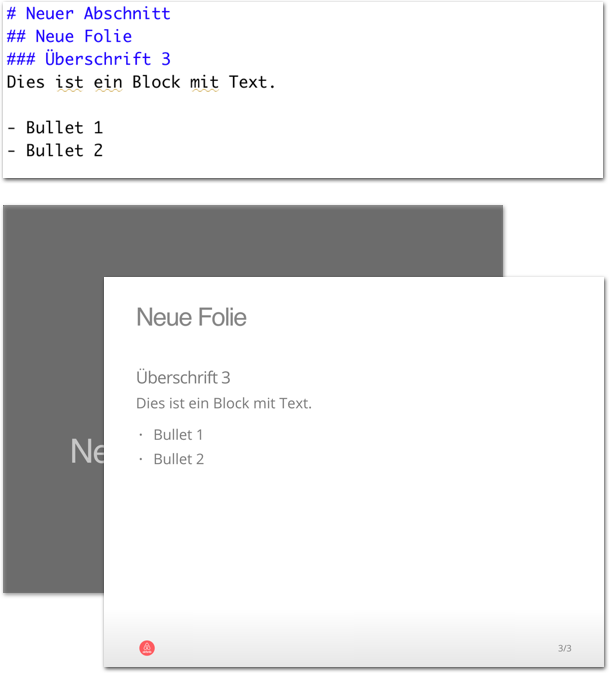 # Neuer Abschnitt
## Neue Folie
### Überschrift 3
Dies ist ein Block mit Text.
- Bullet 1
- Bullet 2
Ne
Neue Folie
Überschrift 3
Dies ist ein Block mit Text.
· Bullet 1
· Bullet 2
3/3